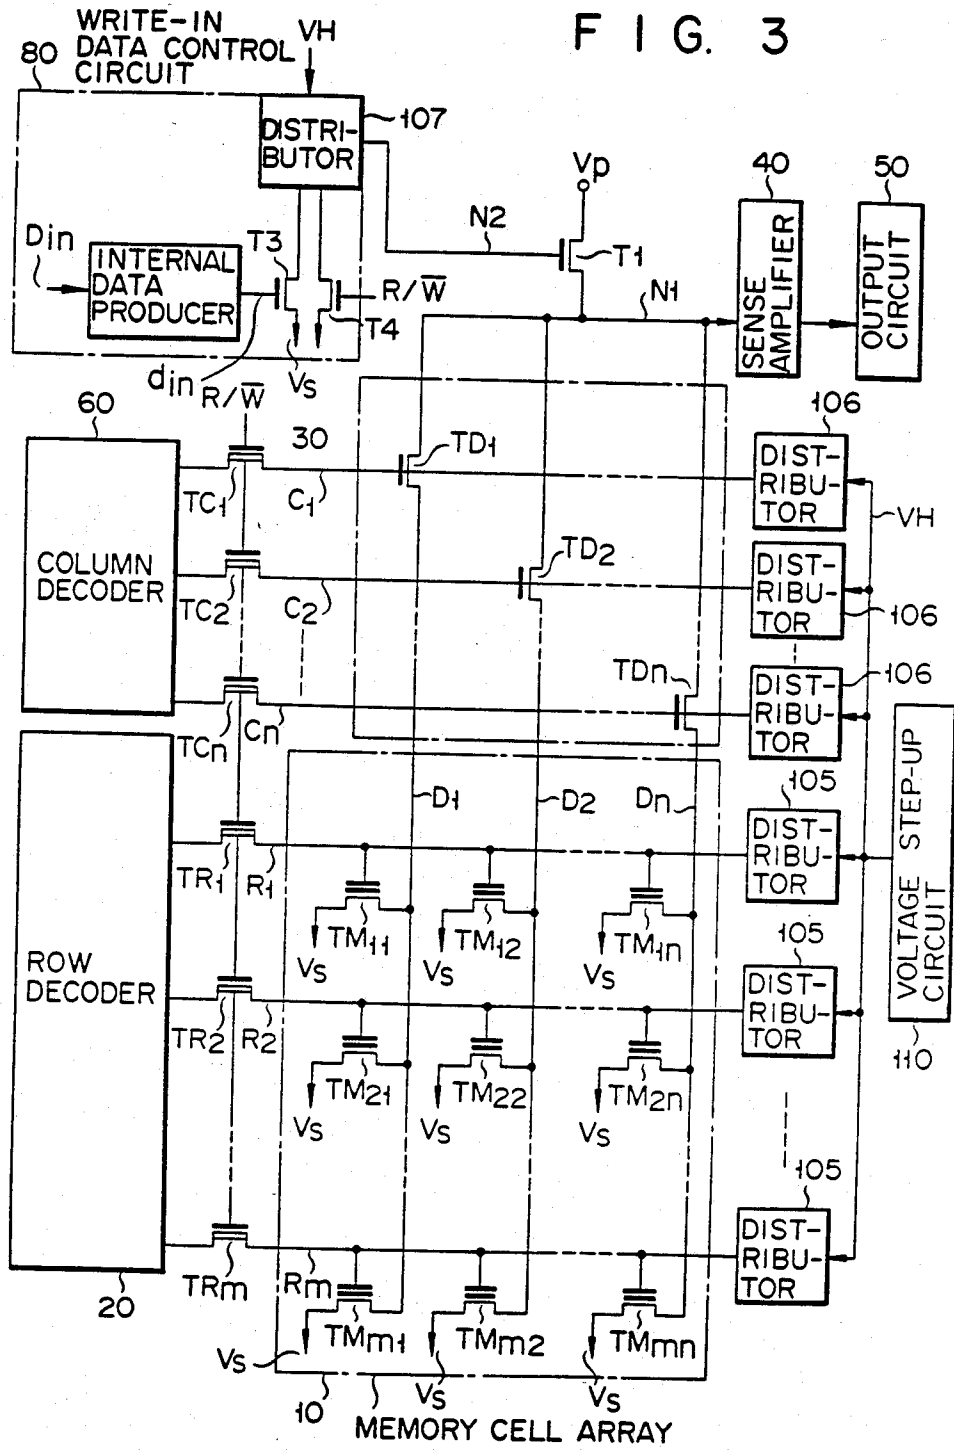 FIG. 3
WRITE-IN
DATA CONTROL
CIRCUIT
80
VH
DISTRI-
BUTOR
107
Vp
N2
T1
N1
40
SENSE
AMPLIFIER
50
OUTPUT
CIRCUIT
Din
INTERNAL
DATA
PRODUCER
T3
R/W̅
T4
din
Vs
R/W̅
60
COLUMN
DECODER
30
TC1
C1
TD1
106
DIST-
RIBU-
TOR
VH
TC2
C2
TD2
DIST-
RIBU-
TOR
106
TCn
Cn
TDn
106
DIST-
RIBU-
TOR
D1
D2
Dn
105
DIST-
RIBU-
TOR
VOLTAGE STEP-UP
CIRCUIT
110
ROW
DECODER
20
TR1
R1
TM11
TM12
TM1n
Vs
Vs
Vs
105
DIST-
RIBU-
TOR
TR2
R2
TM21
TM22
TM2n
Vs
Vs
Vs
105
DIST-
RIBU-
TOR
TRm
Rm
TMm1
TMm2
TMmn
Vs
Vs
Vs
10
MEMORY CELL ARRAY